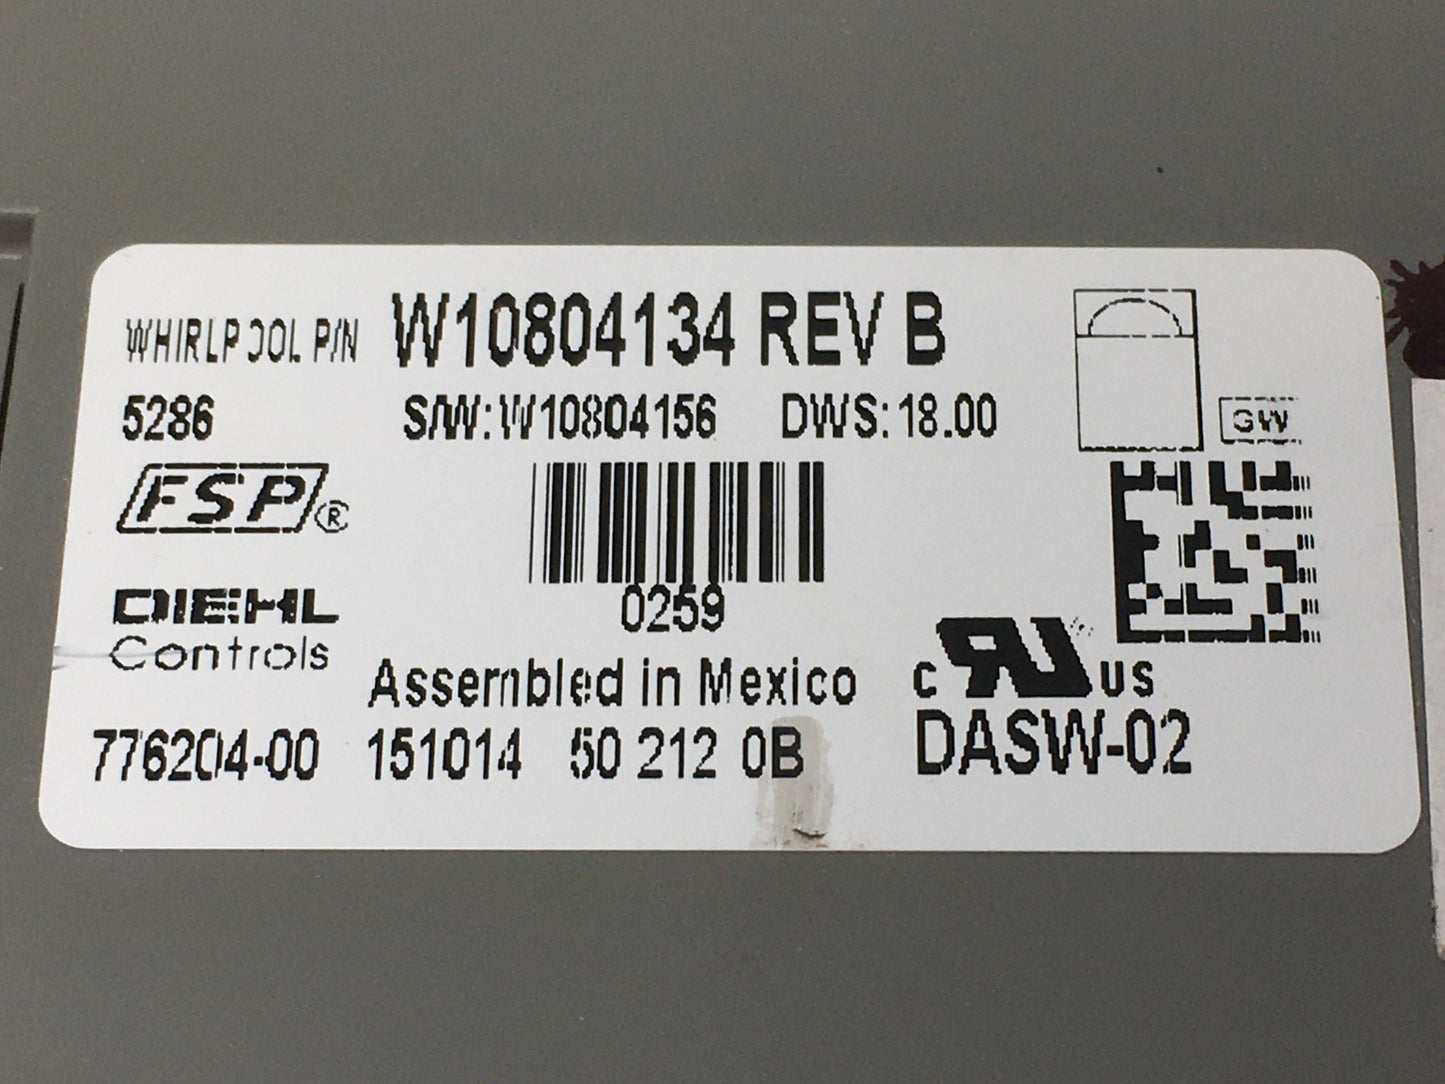 WHIRLPOOL P/N W10804134 REV B
5286 S/W:W10804156 DWS:18.00
GW
FSP®
0259
DIEHL
Controls
Assembled in Mexico
c UR US
776204-00 151014 50 212 0B DASW-02